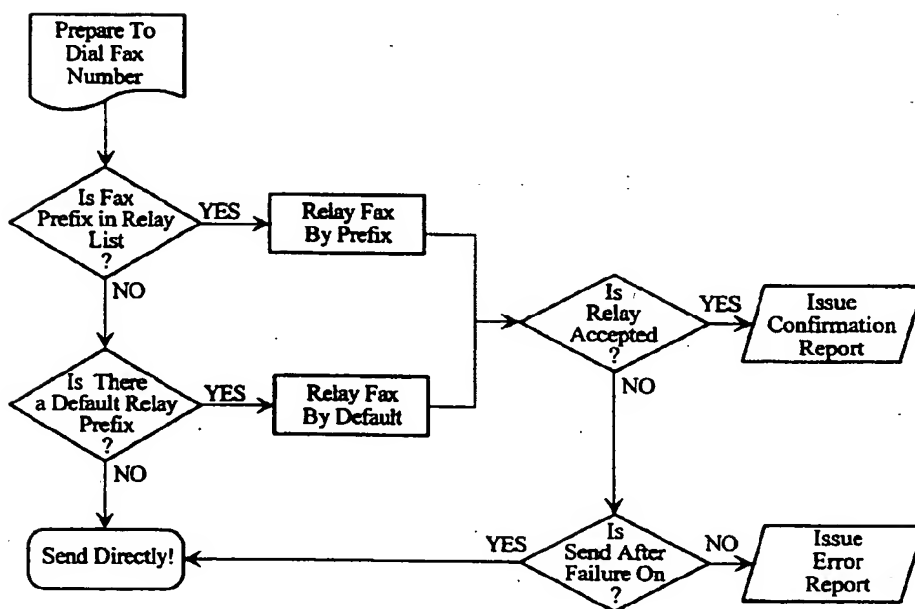 Prepare To
Dial Fax
Number
Is Fax
Prefix in Relay
List
?
YES
Relay Fax
By Prefix
NO
Is
Relay
Accepted
?
YES
Issue
Confirmation
Report
Is There
a Default Relay
Prefix
?
YES
Relay Fax
By Default
NO
NO
Send Directly!
YES
Is
Send After
Failure On
?
NO
Issue
Error
Report